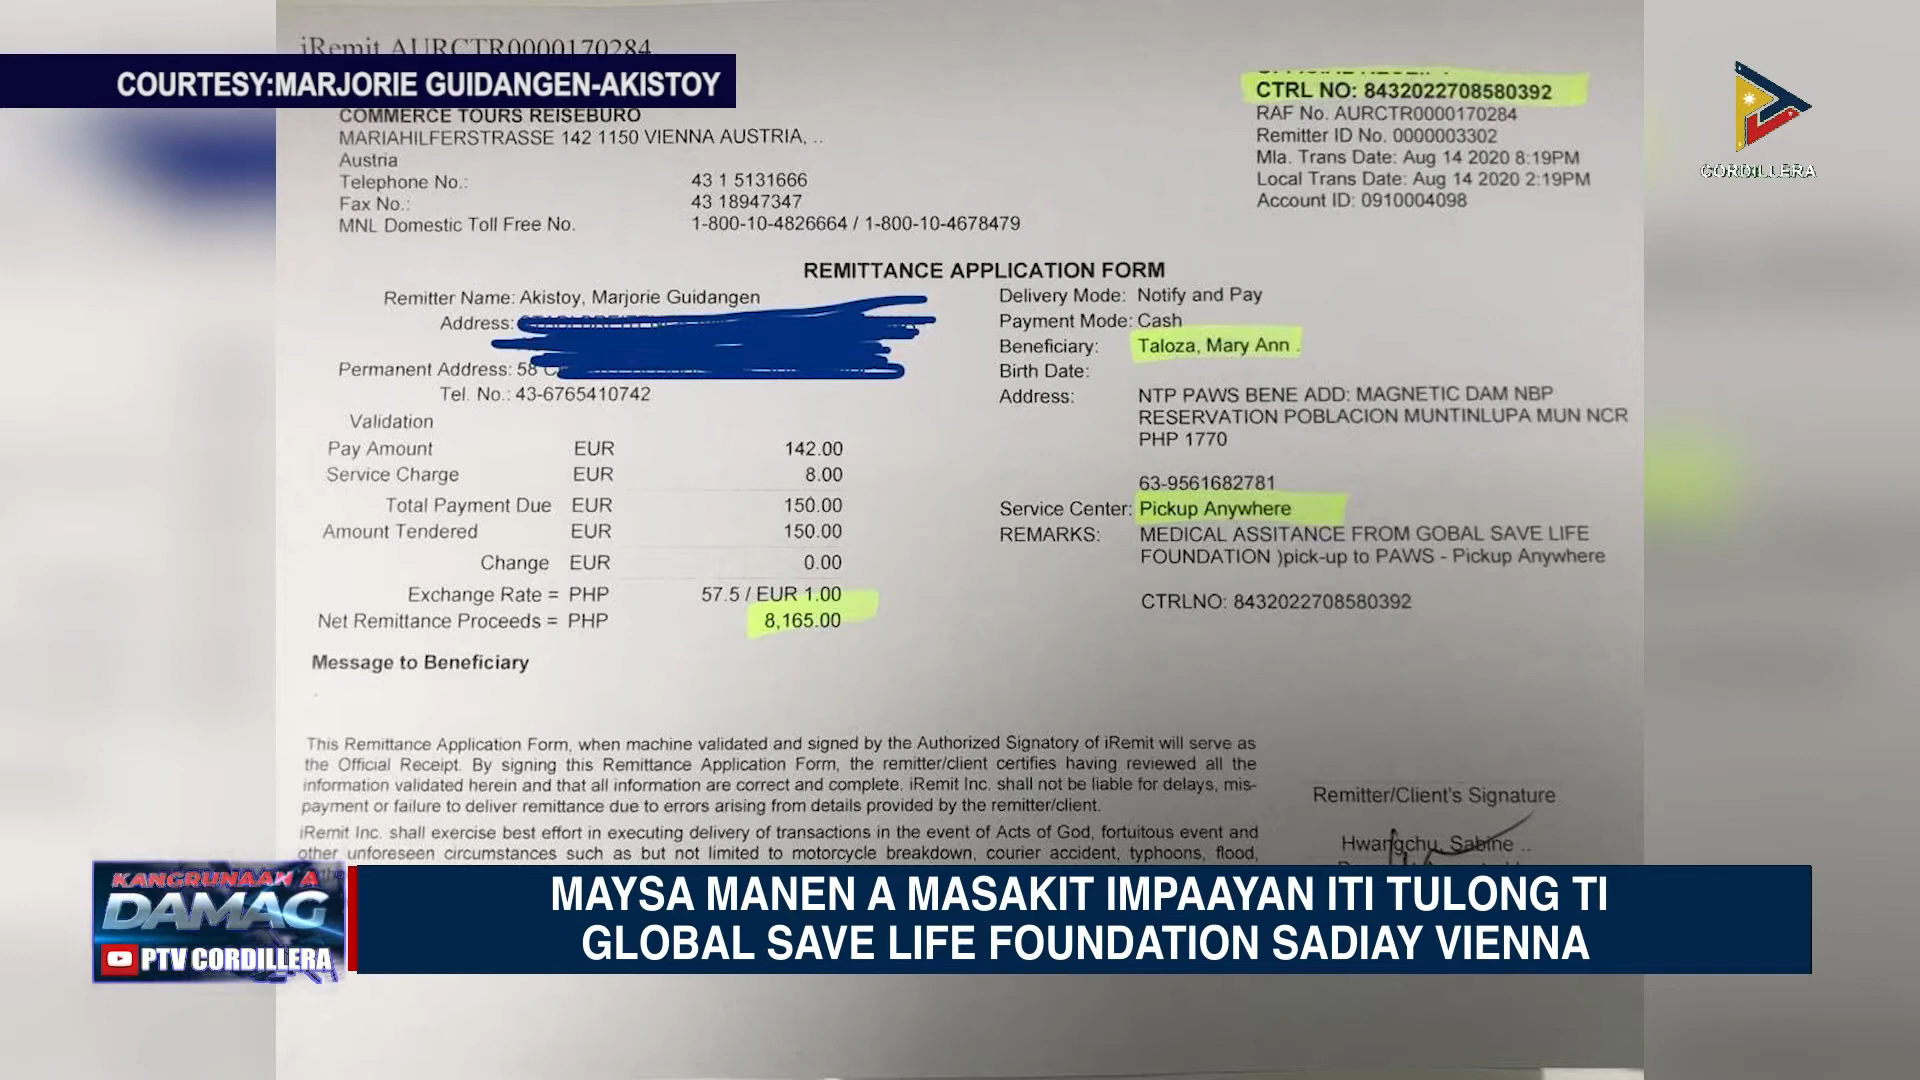 iRemit AURCTR0000170284
COURTESY:MARJORIE GUIDANGEN-AKISTOY
COMMERCE TOURS REISEBURO
MARIAHILFERSTRASSE 142 1150 VIENNA AUSTRIA, ..
Austria
Telephone No.: 43 1 5131666
Fax No.: 43 18947347
MNL Domestic Toll Free No. 1-800-10-4826664 / 1-800-10-4678479
CTRL NO: 8432022708580392
RAF No. AURCTR0000170284
Remitter ID No. 0000003302
Mla. Trans Date: Aug 14 2020 8:19PM
Local Trans Date: Aug 14 2020 2:19PM
Account ID: 0910004098
CORDILLERA
REMITTANCE APPLICATION FORM
Remitter Name: Akistoy, Marjorie Guidangen
Address:
Permanent Address: 58 C
Tel. No.: 43-6765410742
Validation
Pay Amount EUR 142.00
Service Charge EUR 8.00
Total Payment Due EUR 150.00
Amount Tendered EUR 150.00
Change EUR 0.00
Exchange Rate = PHP 57.5 / EUR 1.00
Net Remittance Proceeds = PHP 8,165.00
Message to Beneficiary
Delivery Mode: Notify and Pay
Payment Mode: Cash
Beneficiary: Taloza, Mary Ann .
Birth Date:
Address: NTP PAWS BENE ADD: MAGNETIC DAM NBP
RESERVATION POBLACION MUNTINLUPA MUN NCR
PHP 1770
63-9561682781
Service Center: Pickup Anywhere
REMARKS: MEDICAL ASSITANCE FROM GOBAL SAVE LIFE
FOUNDATION )pick-up to PAWS - Pickup Anywhere
CTRLNO: 8432022708580392
This Remittance Application Form, when machine validated and signed by the Authorized Signatory of iRemit will serve as
the Official Receipt. By signing this Remittance Application Form, the remitter/client certifies having reviewed all the
information validated herein and that all information are correct and complete. iRemit Inc. shall not be liable for delays, mis-
payment or failure to deliver remittance due to errors arising from details provided by the remitter/client.
iRemit Inc. shall exercise best effort in executing delivery of transactions in the event of Acts of God, fortuitous event and
other unforeseen circumstances such as but not limited to motorcycle breakdown, courier accident, typhoons, flood,
Remitter/Client's Signature
Hwangchu, Sabine ..
KANGRUNAAN A
DAMAG
PTV CORDILLERA
MAYSA MANEN A MASAKIT IMPAAYAN ITI TULONG TI
GLOBAL SAVE LIFE FOUNDATION SADIAY VIENNA